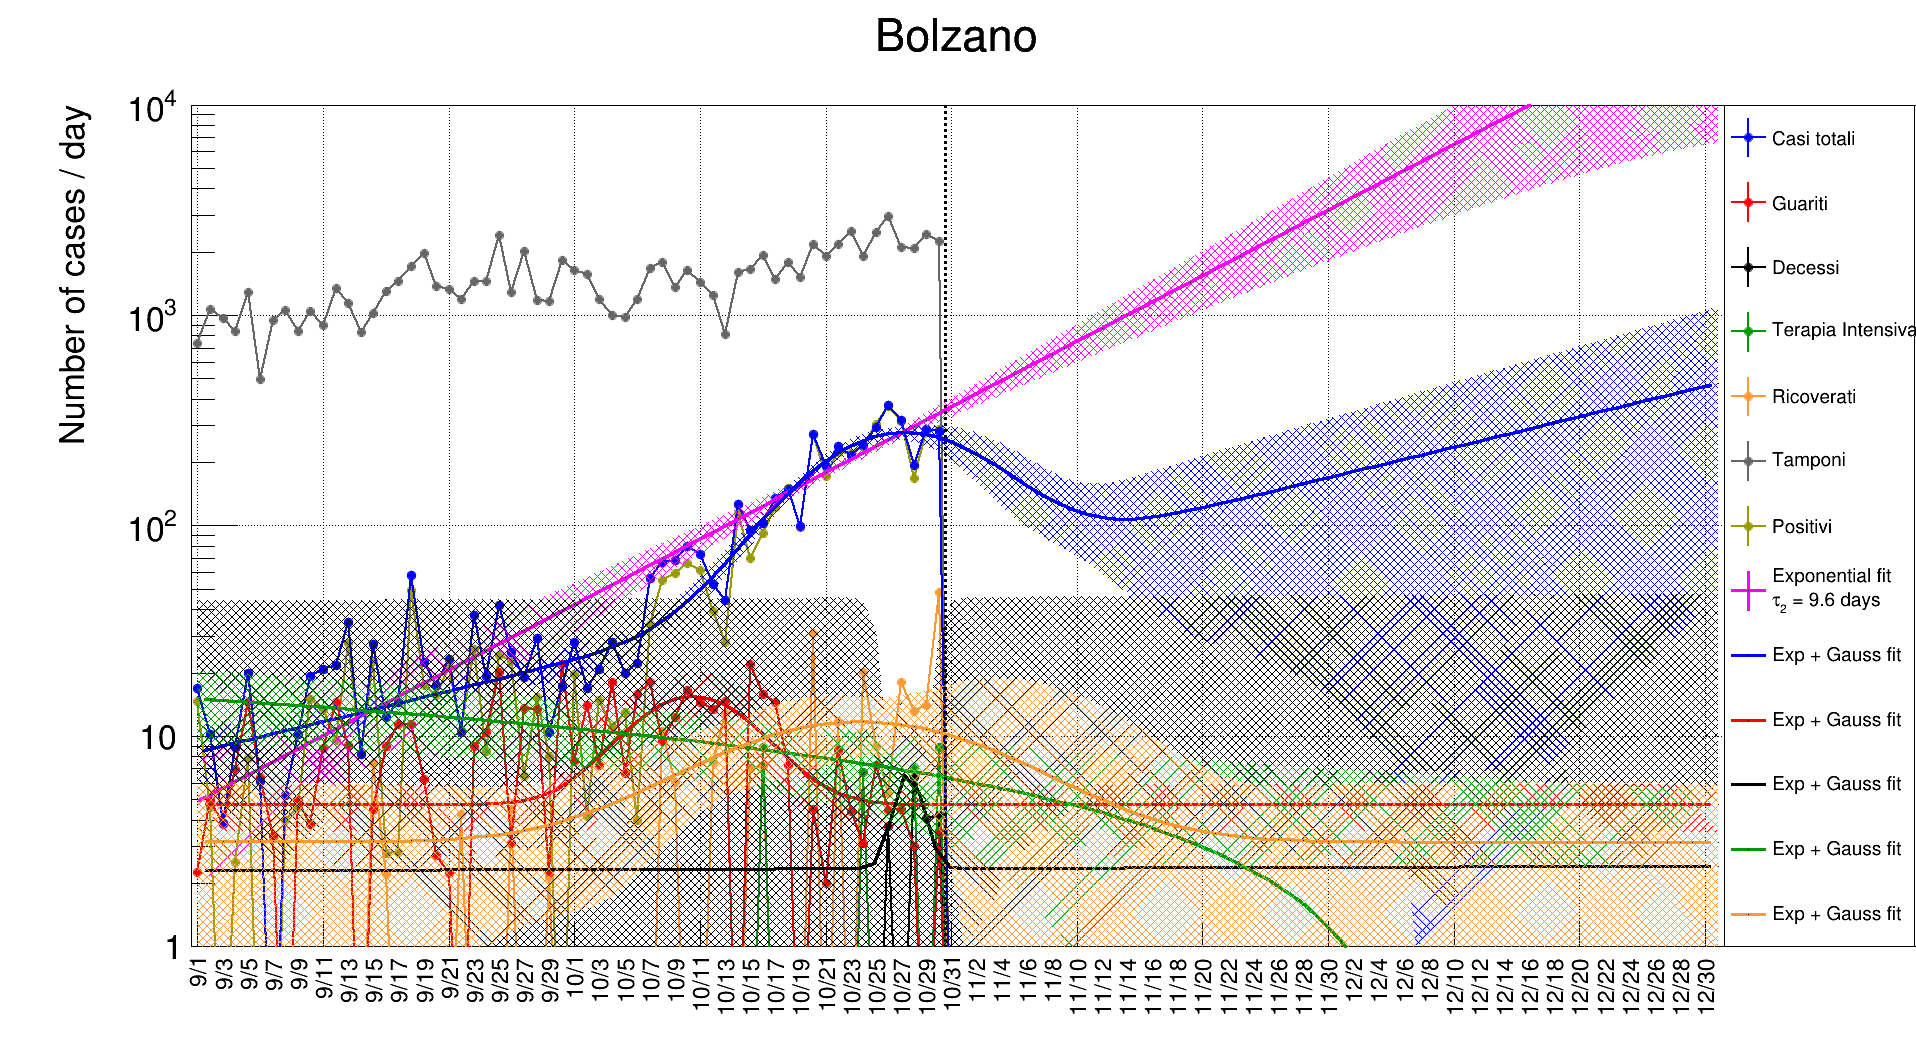 Bolzano
Number of cases / day
10^4
10^3
10^2
10
1
9/1 9/3 9/5 9/7 9/9 9/11 9/13 9/15 9/17 9/19 9/21 9/23 9/25 9/27 9/29 10/1 10/3 10/5 10/7 10/9 10/11 10/13 10/15 10/17 10/19 10/21 10/23 10/25 10/27 10/29 10/31 11/2 11/4 11/6 11/8 11/10 11/12 11/14 11/16 11/18 11/20 11/22 11/24 11/26 11/28 11/30 12/2 12/4 12/6 12/8 12/10 12/12 12/14 12/16 12/18 12/20 12/22 12/24 12/26 12/28 12/30
Casi totali
Guariti
Decessi
Terapia Intensiva
Ricoverati
Tamponi
Positivi
Exponential fit
τ2 = 9.6 days
Exp + Gauss fit
Exp + Gauss fit
Exp + Gauss fit
Exp + Gauss fit
Exp + Gauss fit